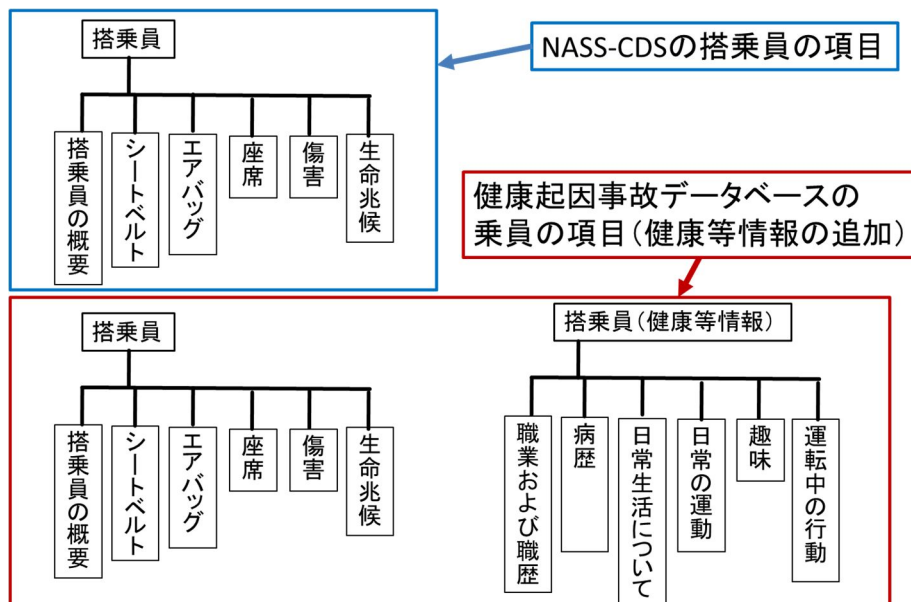 搭乗員
NASS-CDSの搭乗員の項目
搭乗員の概要
シートベルト
エアバッグ
座席
傷害
生命兆候
健康起因事故データベースの
乗員の項目(健康等情報の追加)
搭乗員
搭乗員の概要
シートベルト
エアバッグ
座席
傷害
生命兆候
搭乗員(健康等情報)
職業および職歴
病歴
日常生活について
日常の運動
趣味
運転中の行動